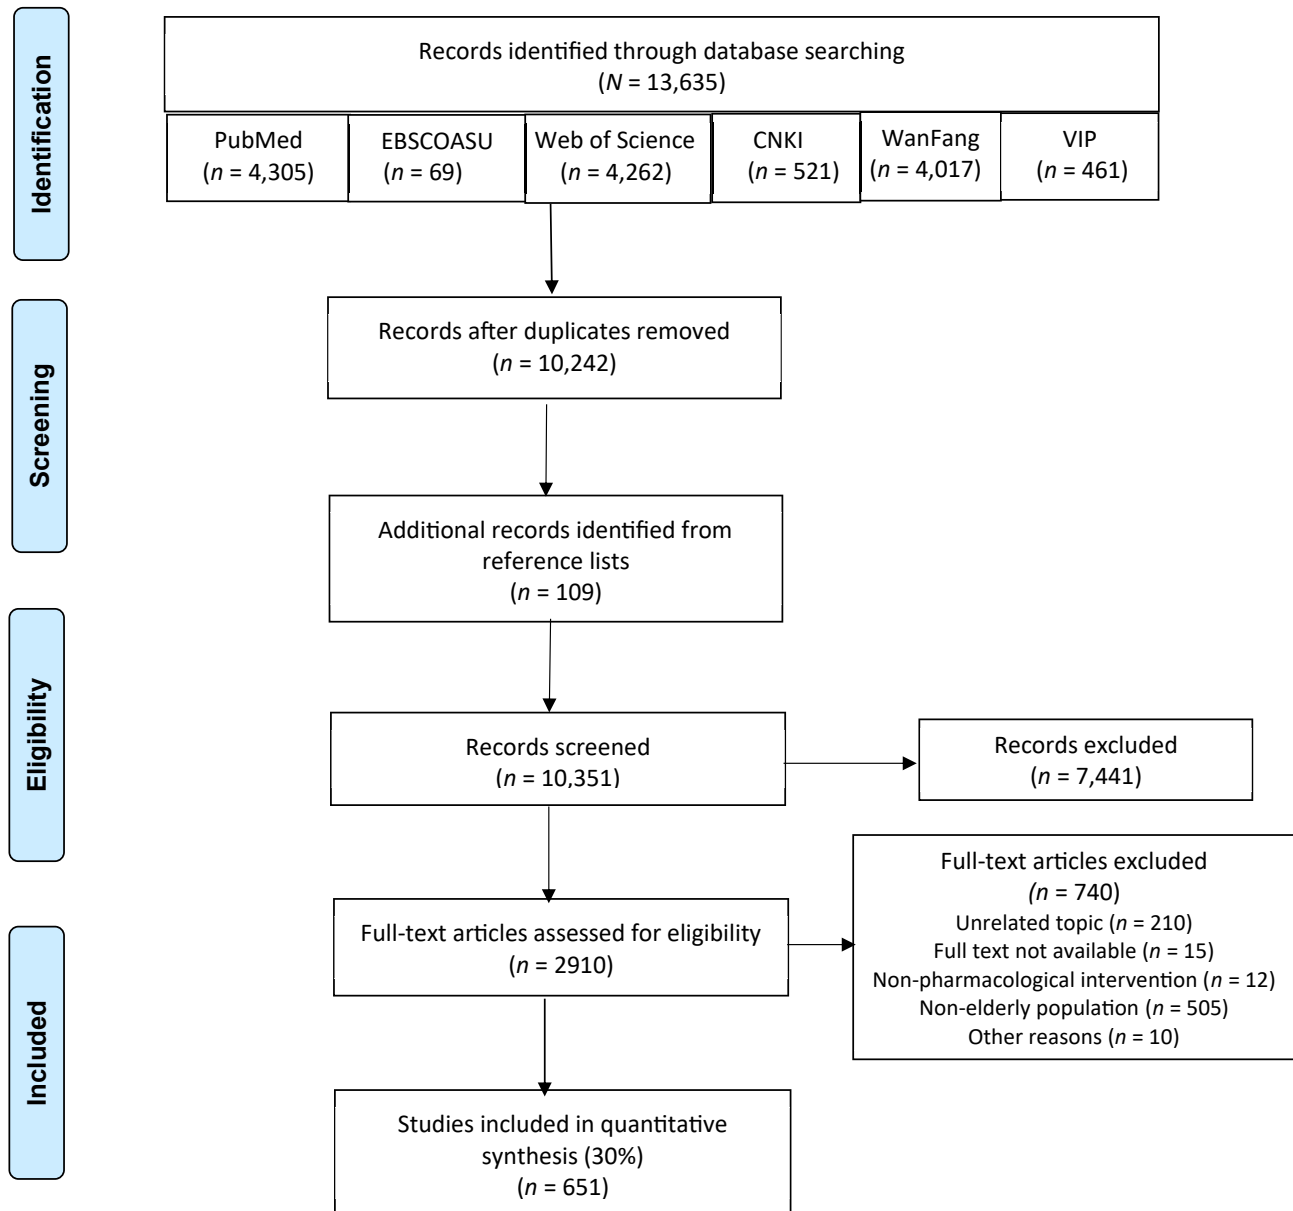 Identification
Records identified through database searching
(N = 13,635)
PubMed
(n = 4,305)
EBSCOASU
(n = 69)
Web of Science
(n = 4,262)
CNKI
(n = 521)
WanFang
(n = 4,017)
VIP
(n = 461)
Screening
Records after duplicates removed
(n = 10,242)
Additional records identified from
reference lists
(n = 109)
Eligibility
Records screened
(n = 10,351)
Records excluded
(n = 7,441)
Full-text articles assessed for eligibility
(n = 2910)
Full-text articles excluded
(n = 740)
Unrelated topic (n = 210)
Full text not available (n = 15)
Non-pharmacological intervention (n = 12)
Non-elderly population (n = 505)
Other reasons (n = 10)
Included
Studies included in quantitative
synthesis (30%)
(n = 651)